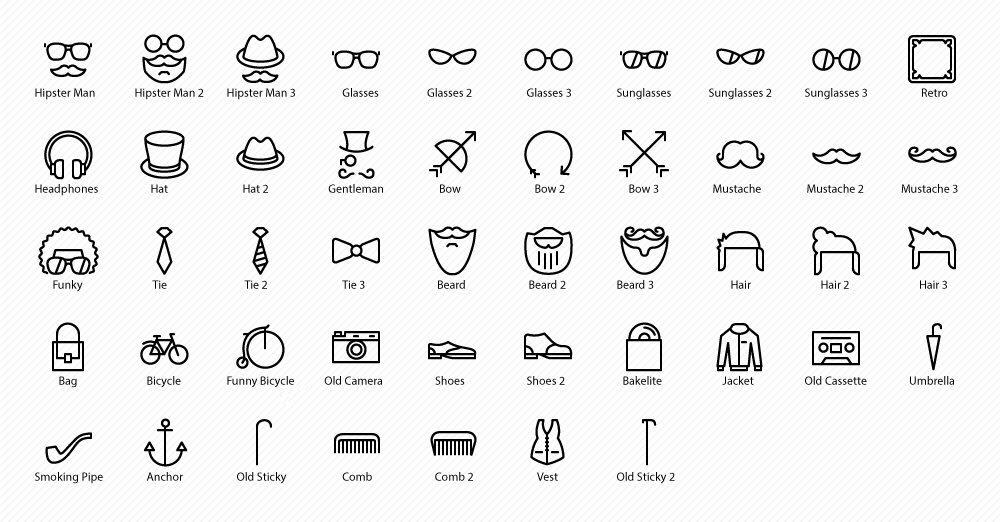 Hipster Man Hipster Man 2 Hipster Man 3 Glasses Glasses 2 Glasses 3 Sunglasses Sunglasses 2 Sunglasses 3 Retro
Headphones Hat Hat 2 Gentleman Bow Bow 2 Bow 3 Mustache Mustache 2 Mustache 3
Funky Tie Tie 2 Tie 3 Beard Beard 2 Beard 3 Hair Hair 2 Hair 3
Bag Bicycle Funny Bicycle Old Camera Shoes Shoes 2 Bakelite Jacket Old Cassette Umbrella
Smoking Pipe Anchor Old Sticky Comb Comb 2 Vest Old Sticky 2